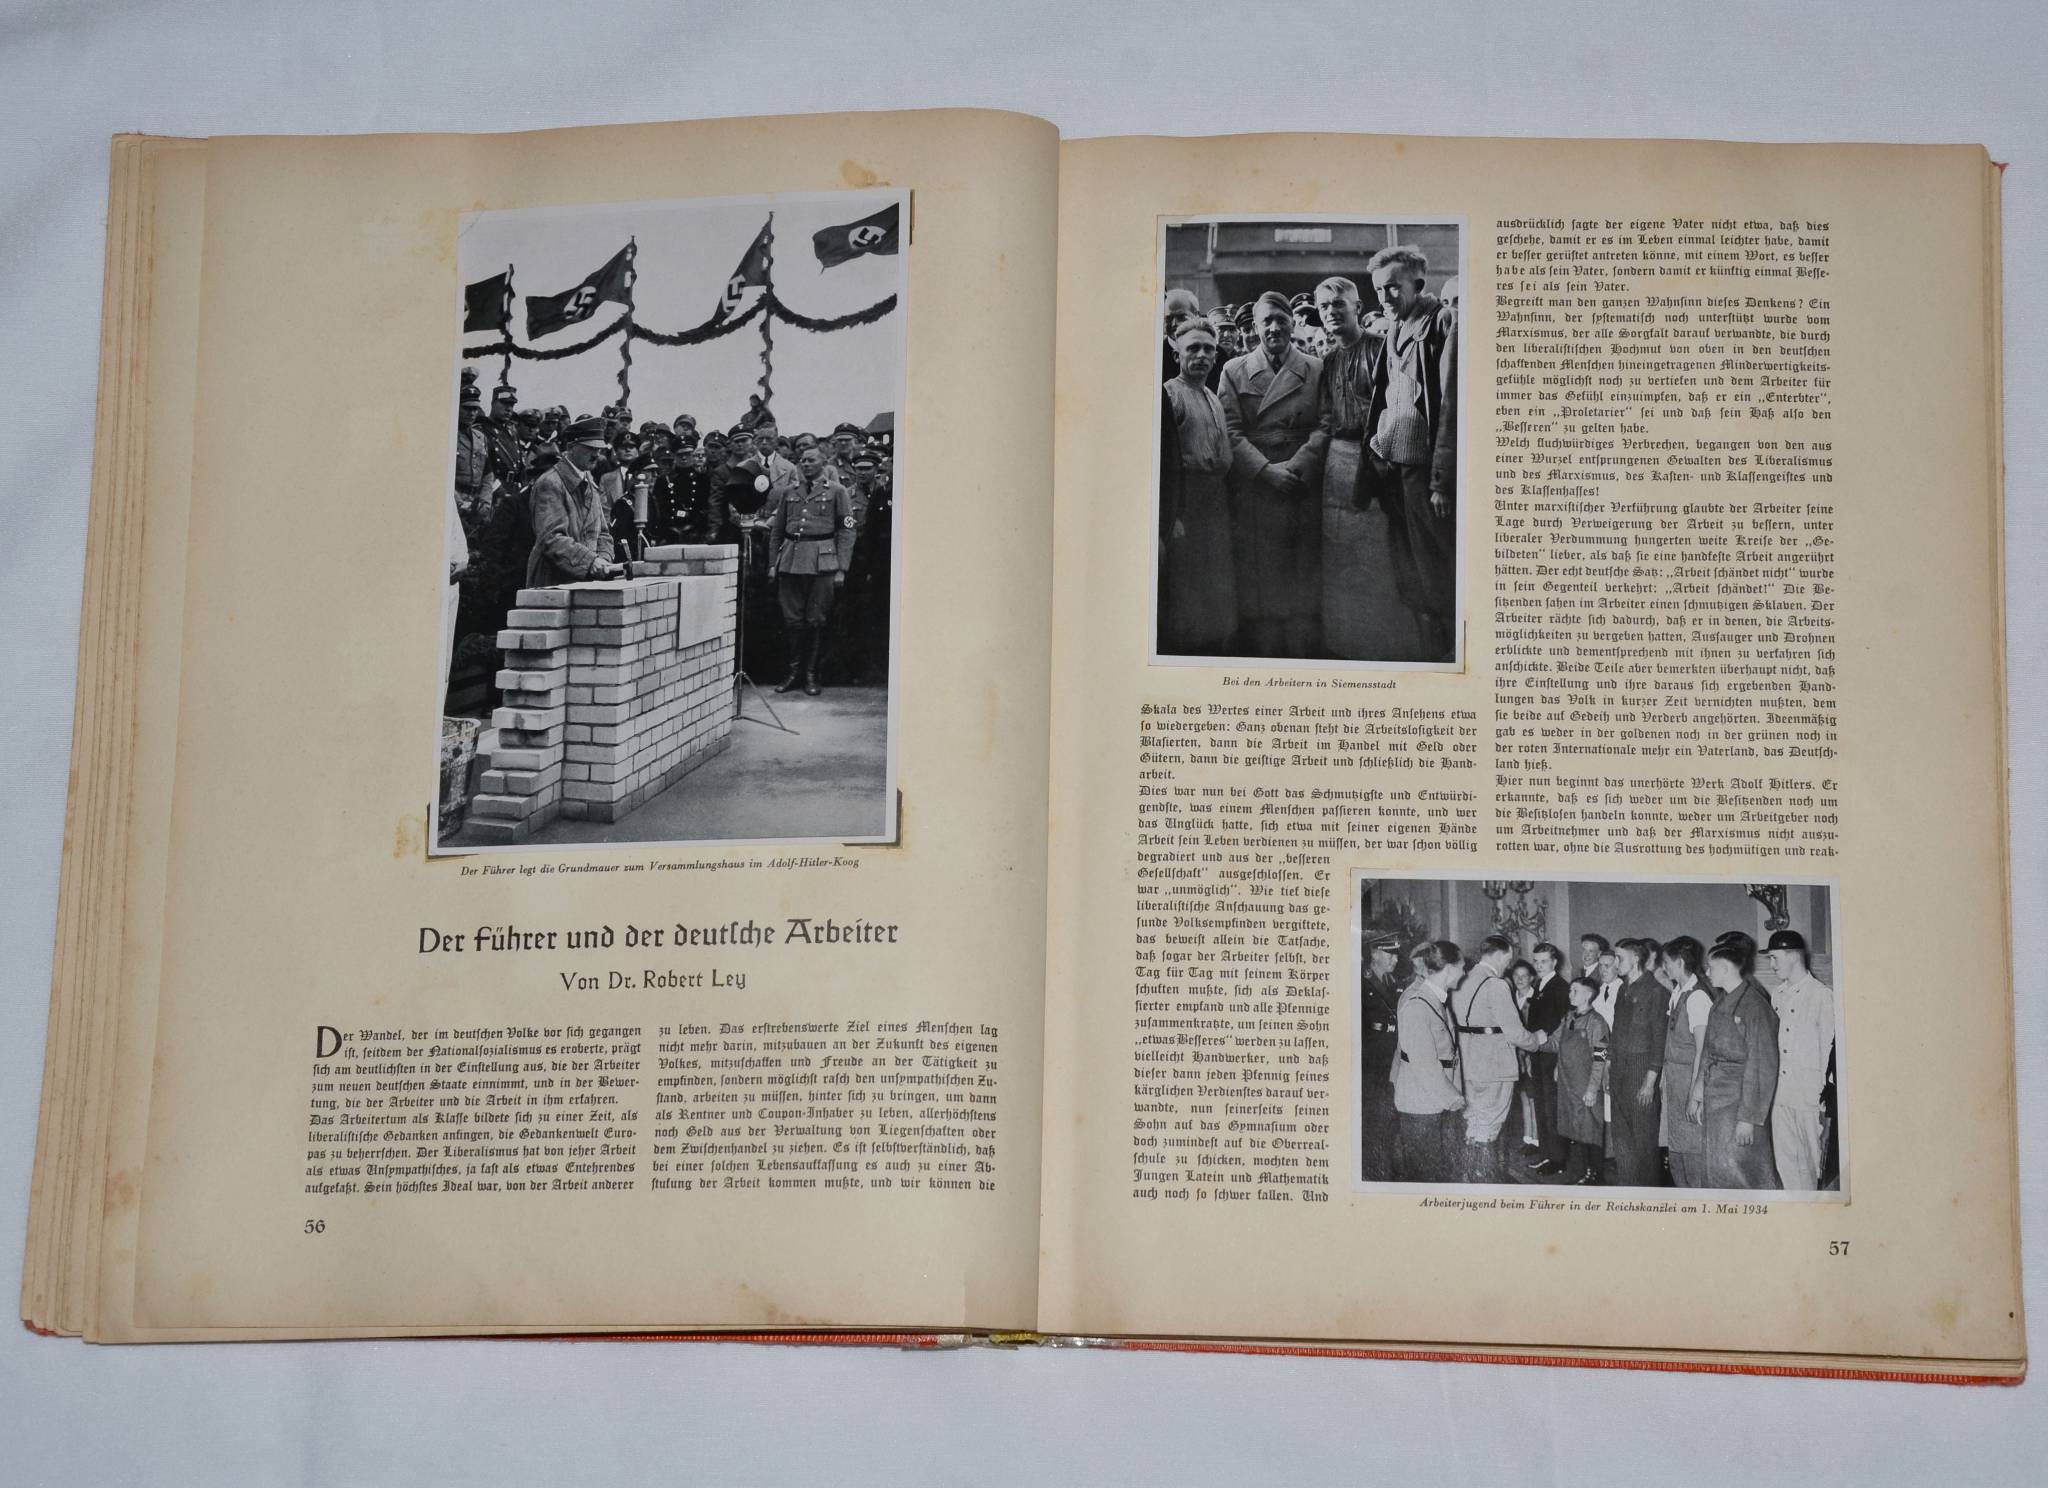 Der Führer legt die Grundmauer zum Versammlungshaus im Adolf-Hitler-Koog
Der Führer und der deutsche Arbeiter
Von Dr. Robert Ley
Der Wandel, der im deutschen Volke vor sich gegangen
ist, seitdem der Nationalsozialismus es eroberte, prägt
sich am deutlichsten in der Einstellung aus, die der Arbeiter
zum neuen deutschen Staate einnimmt, und in der Bewer-
tung, die der Arbeiter und die Arbeit in ihm erfahren.
Das Arbeitertum als Klasse bildete sich zu einer Zeit, als
liberalistische Gedanken anfingen, die Gedankenwelt Euro-
pas zu beherrschen. Der Liberalismus hat von jeher Arbeit
als etwas Unsympathisches, ja fast als etwas Entehrendes
aufgefaßt. Sein höchstes Ideal war, von der Arbeit anderer
zu leben. Das erstrebenswerte Ziel eines Menschen lag
nicht mehr darin, mitzubauen an der Zukunft des eigenen
Volkes, mitzuschaffen und Freude an der Tätigkeit zu
empfinden, sondern möglichst rasch den unsympathischen Zu-
stand, arbeiten zu müssen, hinter sich zu bringen, um dann
als Rentner und Coupon-Inhaber zu leben, allerhöchstens
noch Geld aus der Verwaltung von Liegenschaften oder
dem Zwischenhandel zu ziehen. Es ist selbstverständlich, daß
bei einer solchen Lebensauffassung es auch zu einer Ab-
stufung der Arbeit kommen mußte, und wir können die
56
Bei den Arbeitern in Siemensstadt
Skala des Wertes einer Arbeit und ihres Ansehens etwa
so wiedergeben: Ganz obenan steht die Arbeitslosigkeit der
Blasierten, dann die Arbeit im Handel mit Geld oder
Gütern, dann die geistige Arbeit und schließlich die Hand-
arbeit.
Dies war nun bei Gott das Schmutzigste und Entwürdi-
gendste, was einem Menschen passieren konnte, und wer
das Unglück hatte, sich etwa mit seiner eigenen Hände
Arbeit sein Leben verdienen zu müssen, der war schon völlig
degradiert und aus der „besseren
Gesellschaft“ ausgeschlossen. Er
war „unmöglich“. Wie tief diese
liberalistische Anschauung das ge-
sunde Volksempfinden vergiftete,
das beweist allein die Tatsache,
daß sogar der Arbeiter selbst, der
Tag für Tag mit seinem Körper
schuften mußte, sich als Deklas-
sierter empfand und alle Pfennige
zusammenkratzte, um seinen Sohn
„etwas Besseres“ werden zu lassen,
vielleicht Handwerker, und daß
dieser dann jeden Pfennig seines
kärglichen Verdienstes darauf ver-
wandte, nun seinerseits seinen
Sohn auf das Gymnasium oder
doch zumindest auf die Oberreal-
schule zu schicken, mochten dem
Jungen Latein und Mathematik
auch noch so schwer fallen. Und
ausdrücklich sagte der eigene Vater nicht etwa, daß dies
geschehe, damit er es im Leben einmal leichter habe, damit
er besser gerüstet antreten könne, mit einem Wort, es besser
habe als sein Vater, sondern damit er künftig einmal Besse-
res sei als sein Vater.
Begreift man den ganzen Wahnsinn dieses Denkens? Ein
Wahnsinn, der systematisch noch unterstützt wurde vom
Marxismus, der alle Sorgfalt darauf verwandte, die durch
den liberalistischen Hochmut von oben in den deutschen
schaffenden Menschen hineingetragenen Minderwertigkeits-
gefühle möglichst noch zu vertiefen und dem Arbeiter für
immer das Gefühl einzuimpfen, daß er ein „Enterbter“,
eben ein „Proletarier“ sei und daß sein Haß also den
„Besseren“ zu gelten habe.
Welch fluchwürdiges Verbrechen, begangen von den aus
einer Wurzel entsprungenen Gewalten des Liberalismus
und des Marxismus, des Kasten- und Klassengeistes und
des Klassenhasses!
Unter marxistischer Verführung glaubte der Arbeiter seine
Lage durch Verweigerung der Arbeit zu bessern, unter
liberaler Verdummung hungerten weite Kreise der „Ge-
bildeten“ lieber, als daß sie eine handfeste Arbeit angerührt
hätten. Der echt deutsche Satz: „Arbeit schändet nicht“ wurde
in sein Gegenteil verkehrt: „Arbeit schändet!“ Die Be-
sitzenden sahen im Arbeiter einen schmutzigen Sklaven. Der
Arbeiter rächte sich dadurch, daß er in denen, die Arbeits-
möglichkeiten zu vergeben hatten, Aussauger und Drohnen
erblickte und dementsprechend mit ihnen zu verfahren sich
anschickte. Beide Teile aber bemerkten überhaupt nicht, daß
ihre Einstellung und ihre daraus sich ergebenden Hand-
lungen das Volk in kurzer Zeit vernichten mußten, dem
sie beide auf Gedeih und Verderb angehörten. Ideenmäßig
gab es weder in der goldenen noch in der grünen noch in
der roten Internationale mehr ein Vaterland, das Deutsch-
land hieß.
Hier nun beginnt das unerhörte Werk Adolf Hitlers. Er
erkannte, daß es sich weder um die Besitzenden noch um
die Besitzlosen handeln konnte, weder um Arbeitgeber noch
um Arbeitnehmer und daß der Marxismus nicht auszu-
rotten war, ohne die Ausrottung des hochmütigen und reak-
Arbeiterjugend beim Führer in der Reichskanzlei am 1. Mai 1934
57